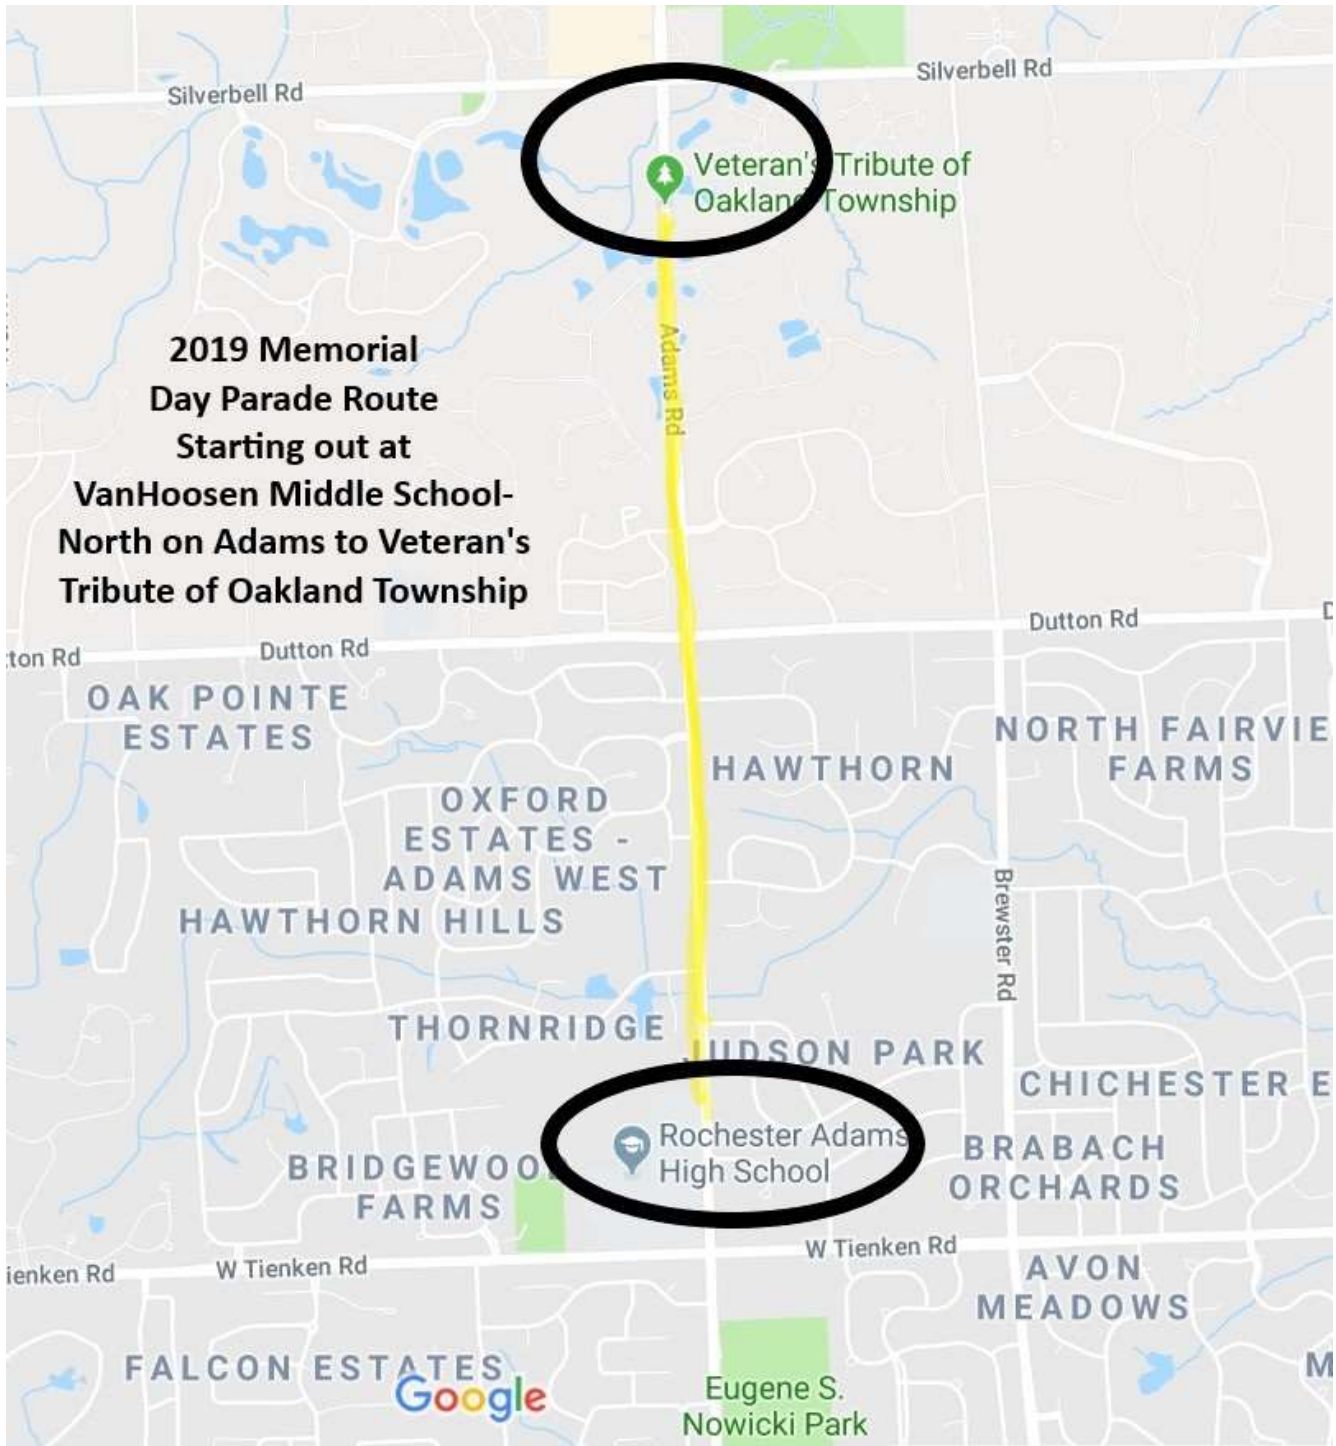 Silverbell Rd
Silverbell Rd
Veteran's Tribute of
Oakland Township
Adams Rd
2019 Memorial
Day Parade Route
Starting out at
VanHoosen Middle School-
North on Adams to Veteran's
Tribute of Oakland Township
Dutton Rd
tton Rd
Dutton Rd
OAK POINTE
ESTATES
NORTH FAIRVIE
FARMS
HAWTHORN
OXFORD
ESTATES -
ADAMS WEST
HAWTHORN HILLS
Brewster Rd
THORNRIDGE
JUDSON PARK
CHICHESTER E
Rochester Adams
High School
BRABACH
ORCHARDS
BRIDGEWOO
FARMS
W Tienken Rd
W Tienken Rd
ienken Rd
AVON
MEADOWS
FALCON ESTATES
Google
Eugene S.
Nowicki Park
M